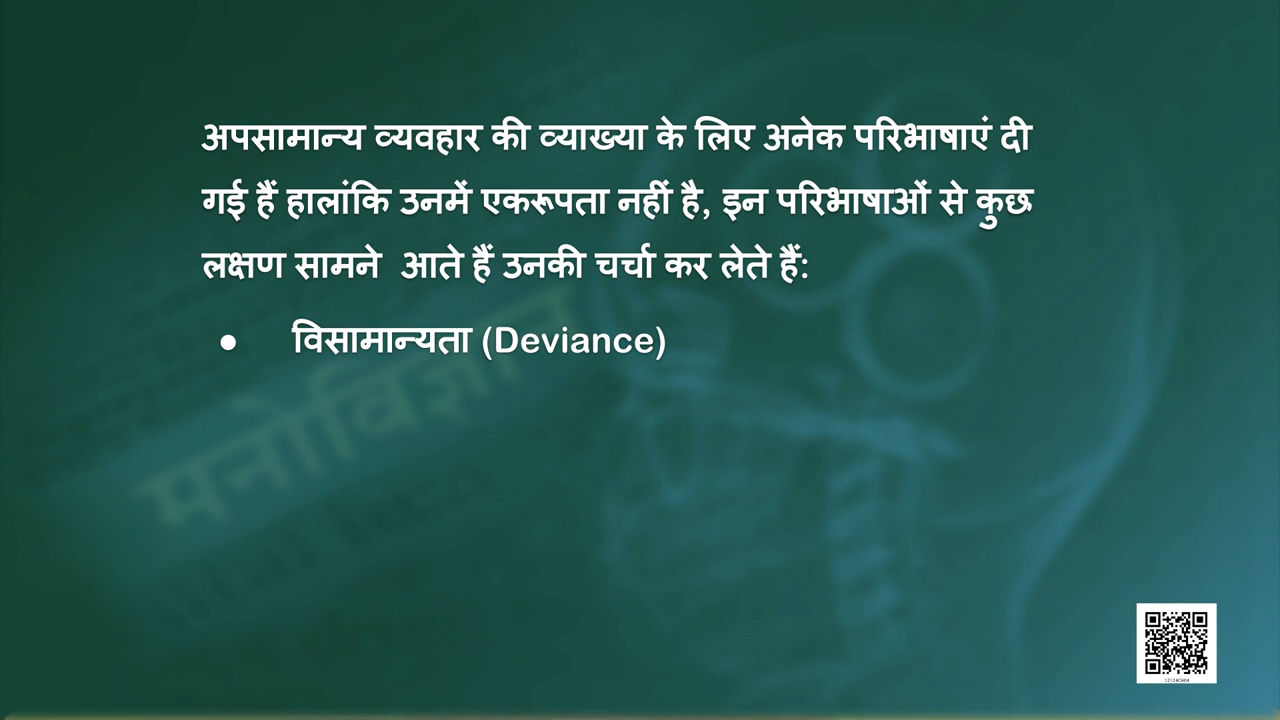 अपसामान्य व्यवहार की व्याख्या के लिए अनेक परिभाषाएं दी
गई हैं हालांकि उनमें एकरूपता नहीं है, इन परिभाषाओं से कुछ
लक्षण सामने आते हैं उनकी चर्चा कर लेते हैं:
● विसामान्यता (Deviance)
मनोविज्ञान